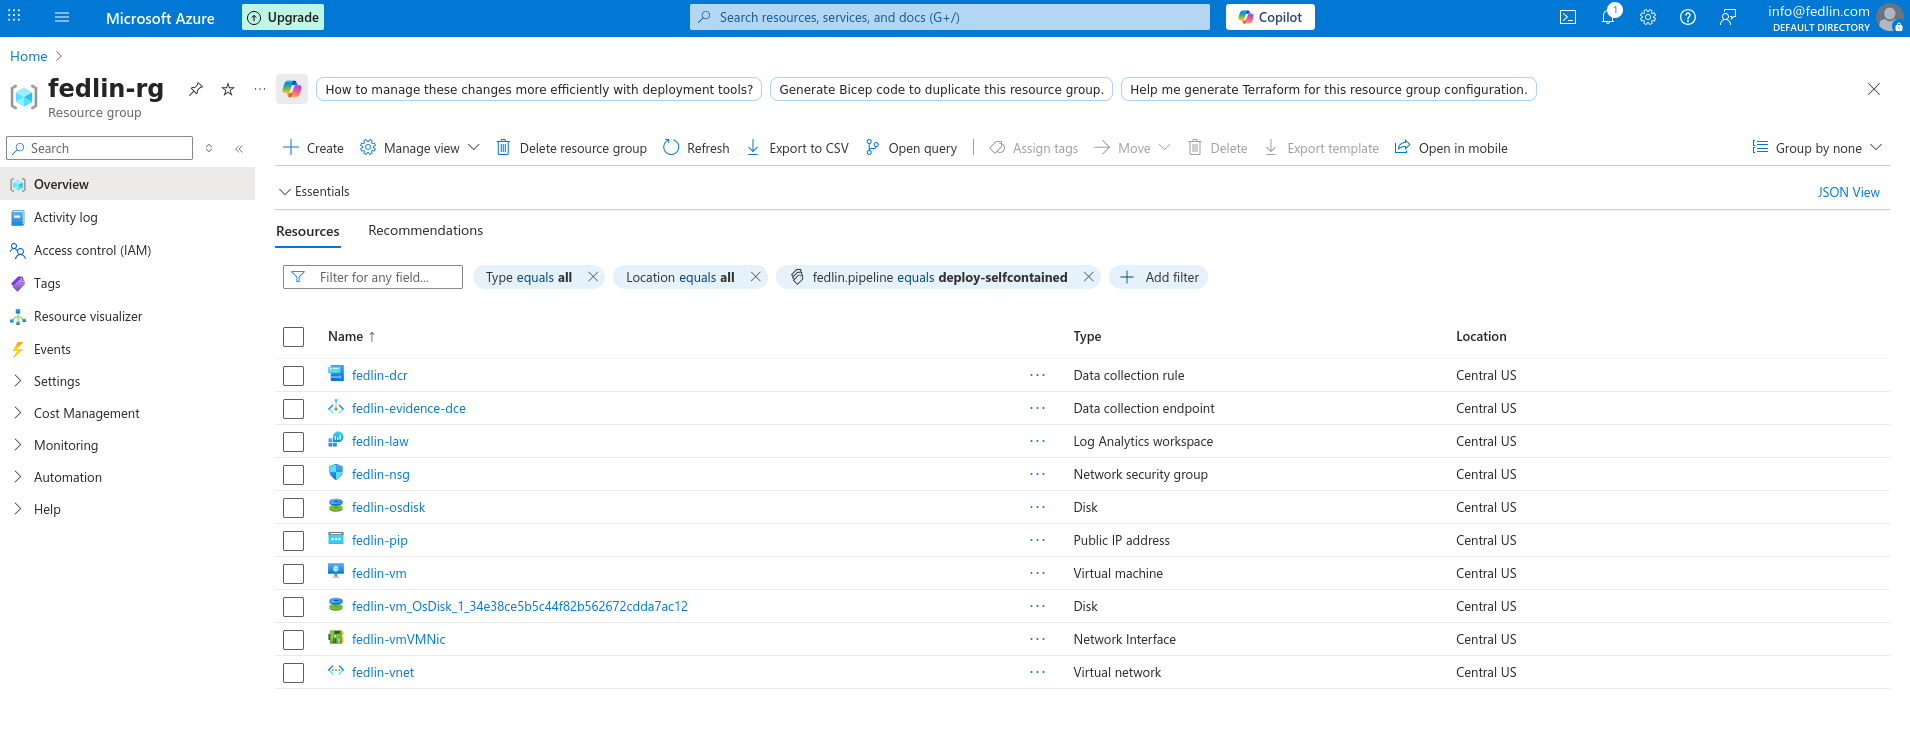 Microsoft Azure
Upgrade
Search resources, services, and docs (G+/)
Copilot
1
info@fedlin.com
DEFAULT DIRECTORY
Home
fedlin-rg
Resource group
How to manage these changes more efficiently with deployment tools?
Generate Bicep code to duplicate this resource group.
Help me generate Terraform for this resource group configuration.
Search
Overview
Activity log
Access control (IAM)
Tags
Resource visualizer
Events
Settings
Cost Management
Monitoring
Automation
Help
Create Manage view Delete resource group Refresh Export to CSV Open query Assign tags Move Delete Export template Open in mobile Group by none
Essentials JSON View
Resources Recommendations
Filter for any field... Type equals all Location equals all fedlin.pipeline equals deploy-selfcontained Add filter
Name ↑ Type Location
fedlin-dcr Data collection rule Central US
fedlin-evidence-dce Data collection endpoint Central US
fedlin-law Log Analytics workspace Central US
fedlin-nsg Network security group Central US
fedlin-osdisk Disk Central US
fedlin-pip Public IP address Central US
fedlin-vm Virtual machine Central US
fedlin-vm_OsDisk_1_34e38ce5b5c44f82b562672cdda7ac12 Disk Central US
fedlin-vmVMNic Network Interface Central US
fedlin-vnet Virtual network Central US